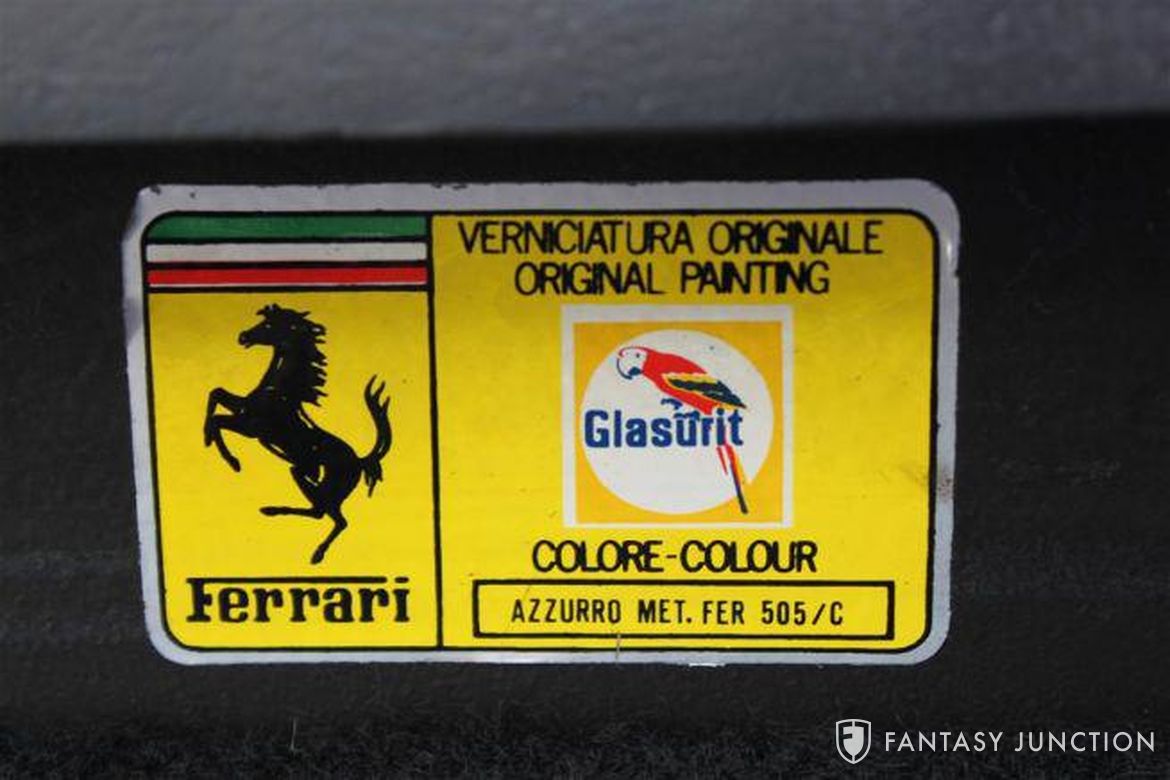 VERNICIATURA ORIGINALE
ORIGINAL PAINTING
Glasurit
COLORE-COLOUR
AZZURRO MET. FER 505/C
Ferrari
FANTASY JUNCTION